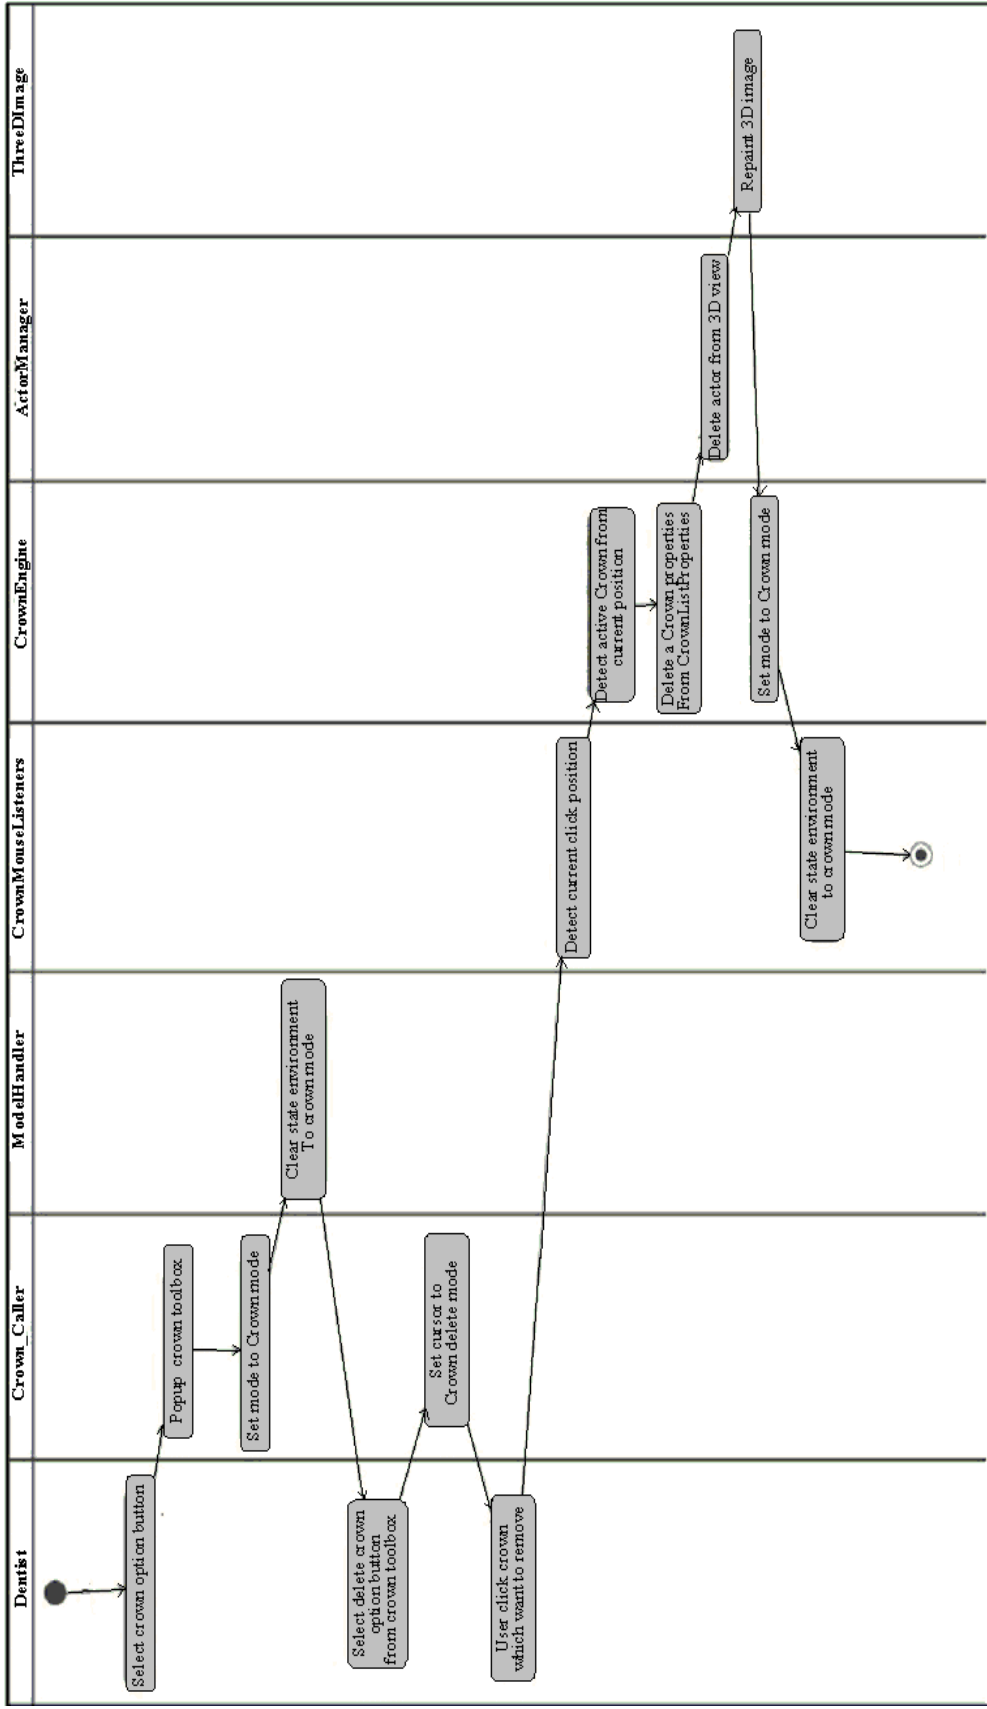 Dentist
Crown_Caller
ModelHandler
CrownMouseListeners
CrownEngine
ActorManager
ThreeDImage
Select crown option button
Popup crown toolbox
Set mode to Crown mode
Clear state environment
To crown mode
Select delete crown
option button
from crown toolbox
Set cursor to
Crown delete mode
User click crown
which want to remove
Detect current click position
Detect active Crown from
current position
Delete a Crown properties
From CrownListProperties
Delete actor from 3D view
Repaint 3D image
Set mode to Crown mode
Clear state environment
to crown mode